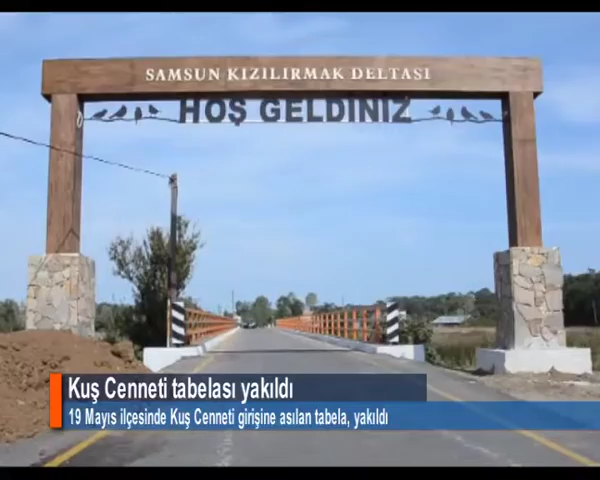 SAMSUN KIZILIRMAK DELTASI
HOŞ GELDİNİZ
Kuş Cenneti tabelası yakıldı
19 Mayıs ilçesinde Kuş Cenneti girişine asılan tabela, yakıldı